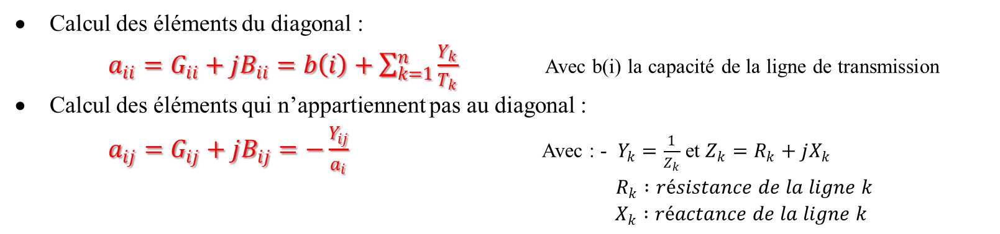 • Calcul des éléments du diagonal :
a_{ii} = G_{ii} + jB_{ii} = b(i) + ∑_{k=1}^{n} \frac{Y_k}{T_k} Avec b(i) la capacité de la ligne de transmission
• Calcul des éléments qui n’appartiennent pas au diagonal :
a_{ij} = G_{ij} + jB_{ij} = − \frac{Y_{ij}}{a_i} Avec : - Y_k = \frac{1}{Z_k} et Z_k = R_k + jX_k
R_k : résistance de la ligne k
X_k : réactance de la ligne k